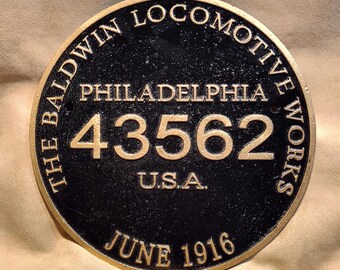 THE BALDWIN LOCOMOTIVE WORKS
PHILADELPHIA
43562
U.S.A.
JUNE 1916